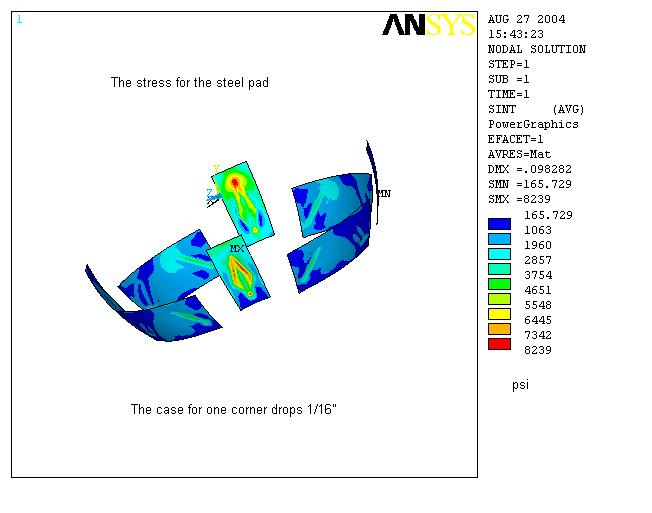 1
ANSYS
AUG 27 2004
15:43:23
NODAL SOLUTION
STEP=1
SUB =1
TIME=1
SINT (AVG)
PowerGraphics
EFACET=1
AVRES=Mat
DMX =.098282
SMN =165.729
SMX =8239
165.729
1063
1960
2857
3754
4651
5548
6445
7342
8239
psi
The stress for the steel pad
Y
Z
MN
MX
The case for one corner drops 1/16"